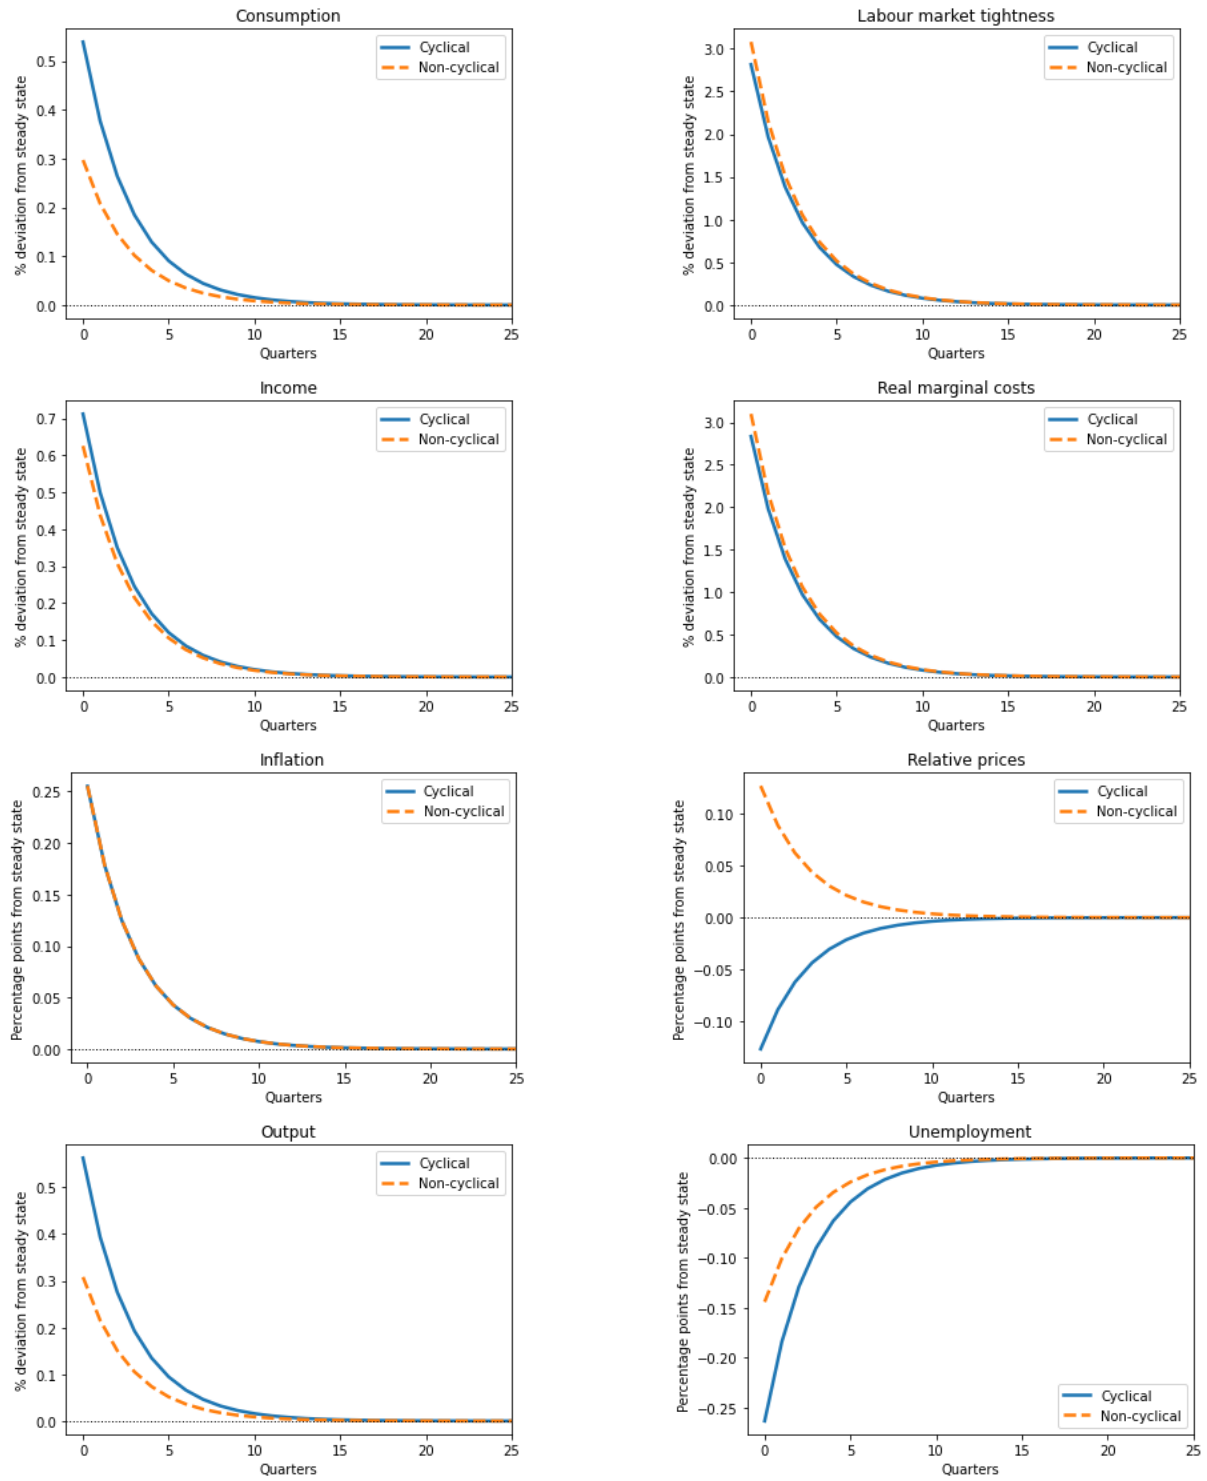 Consumption
% deviation from steady state
0.5
0.4
0.3
0.2
0.1
0.0
Cyclical
Non-cyclical
0 5 10 15 20 25
Quarters
Labour market tightness
% deviation from steady state
3.0
2.5
2.0
1.5
1.0
0.5
0.0
Cyclical
Non-cyclical
0 5 10 15 20 25
Quarters
Income
% deviation from steady state
0.7
0.6
0.5
0.4
0.3
0.2
0.1
0.0
Cyclical
Non-cyclical
0 5 10 15 20 25
Quarters
Real marginal costs
% deviation from steady state
3.0
2.5
2.0
1.5
1.0
0.5
0.0
Cyclical
Non-cyclical
0 5 10 15 20 25
Quarters
Inflation
Percentage points from steady state
0.25
0.20
0.15
0.10
0.05
0.00
Cyclical
Non-cyclical
0 5 10 15 20 25
Quarters
Relative prices
Percentage points from steady state
0.10
0.05
0.00
−0.05
−0.10
Cyclical
Non-cyclical
0 5 10 15 20 25
Quarters
Output
% deviation from steady state
0.5
0.4
0.3
0.2
0.1
0.0
Cyclical
Non-cyclical
0 5 10 15 20 25
Quarters
Unemployment
Percentage points from steady state
0.00
−0.05
−0.10
−0.15
−0.20
−0.25
Cyclical
Non-cyclical
0 5 10 15 20 25
Quarters